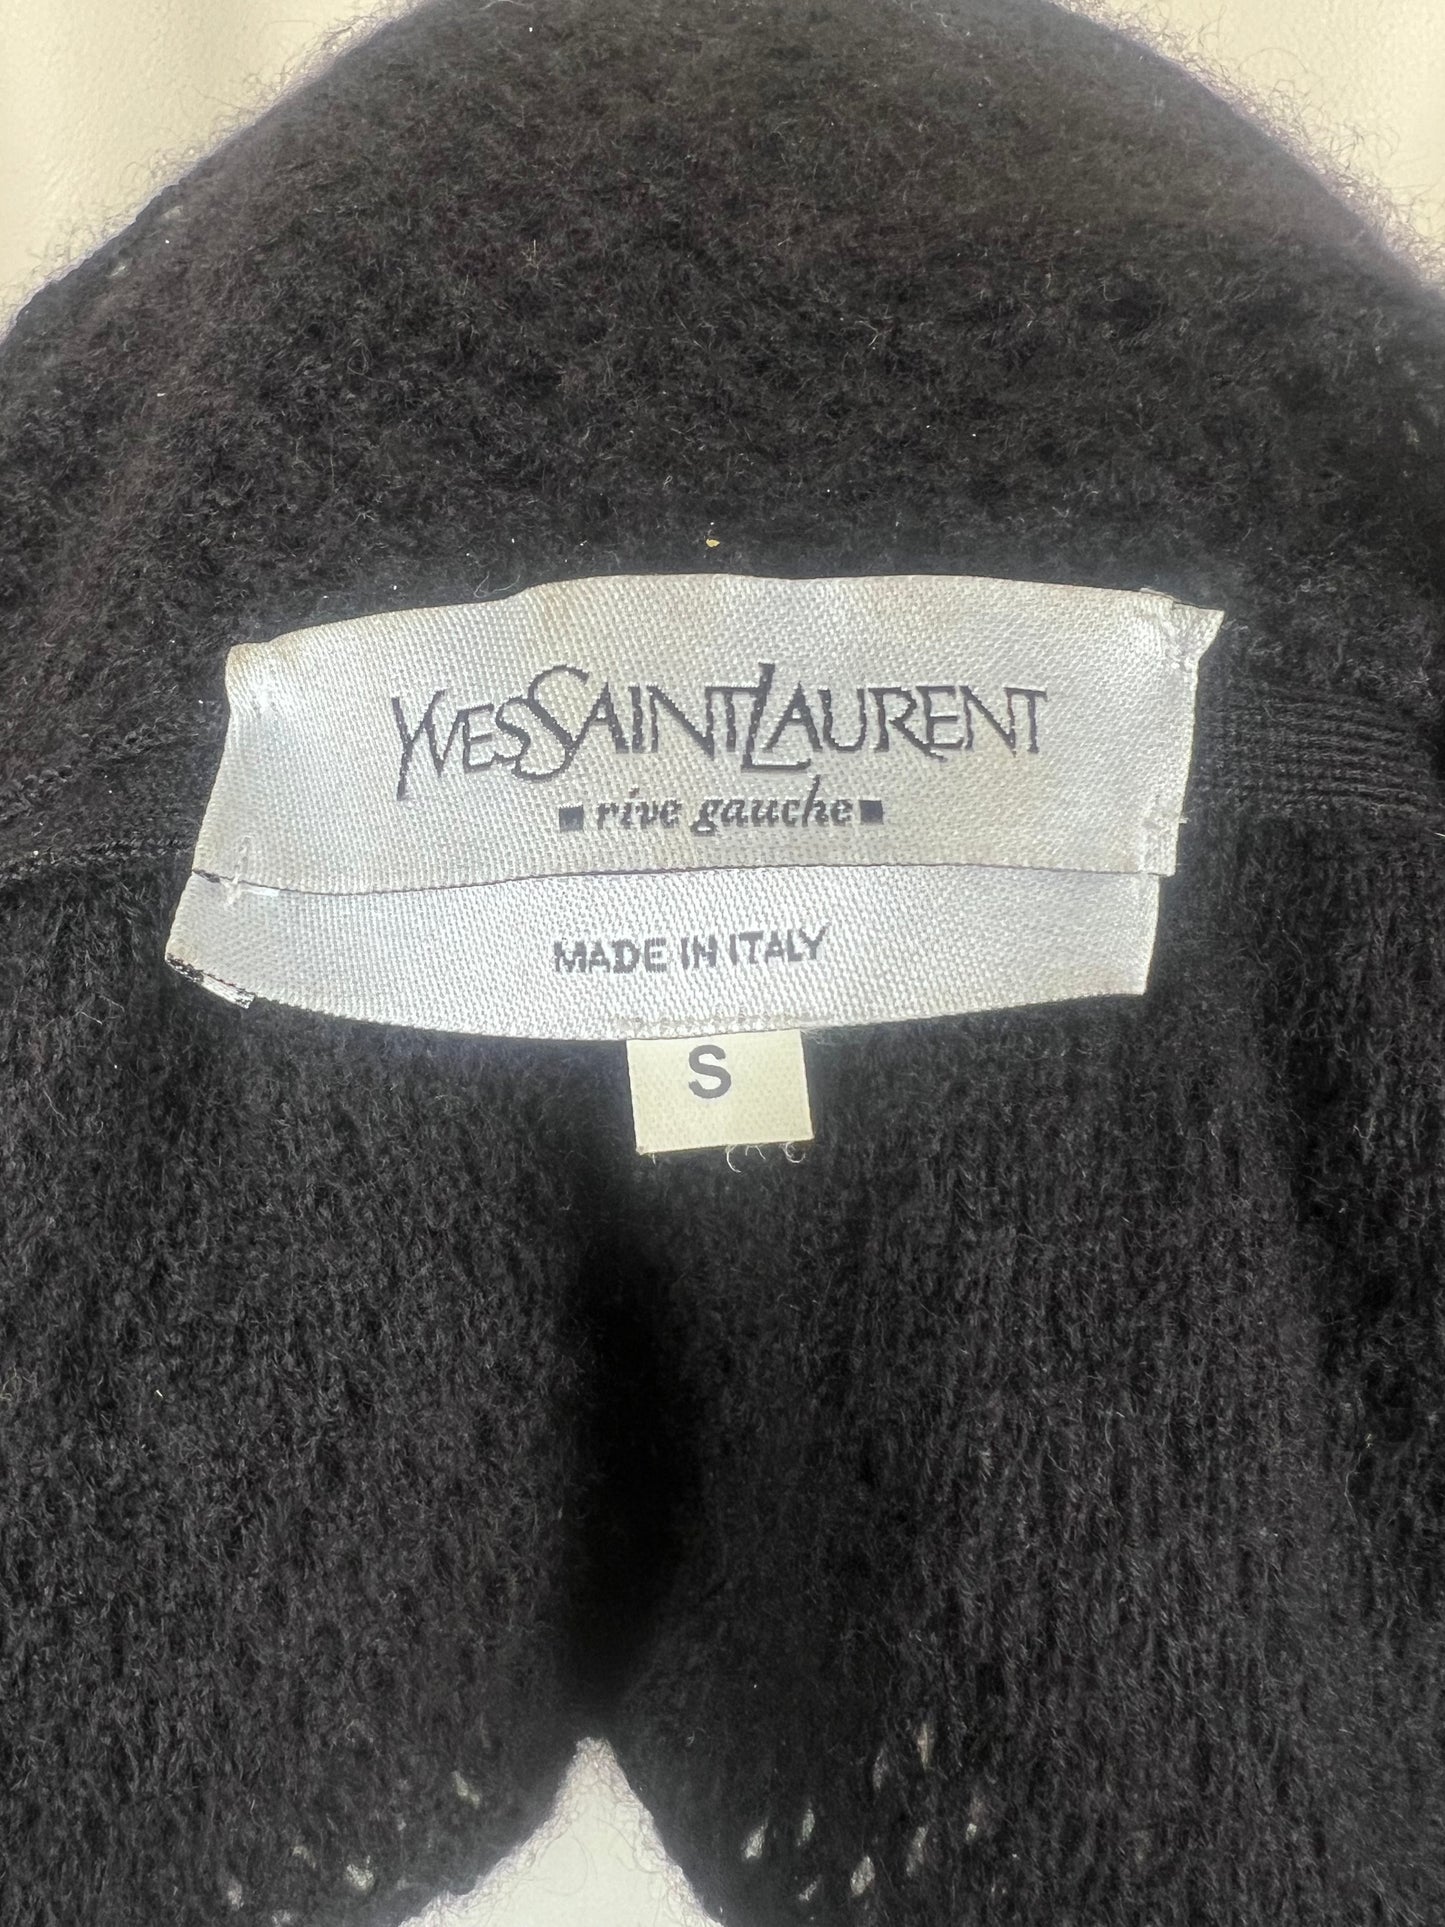 YVESSAINTLAURENT
rive gauche
MADE IN ITALY
S